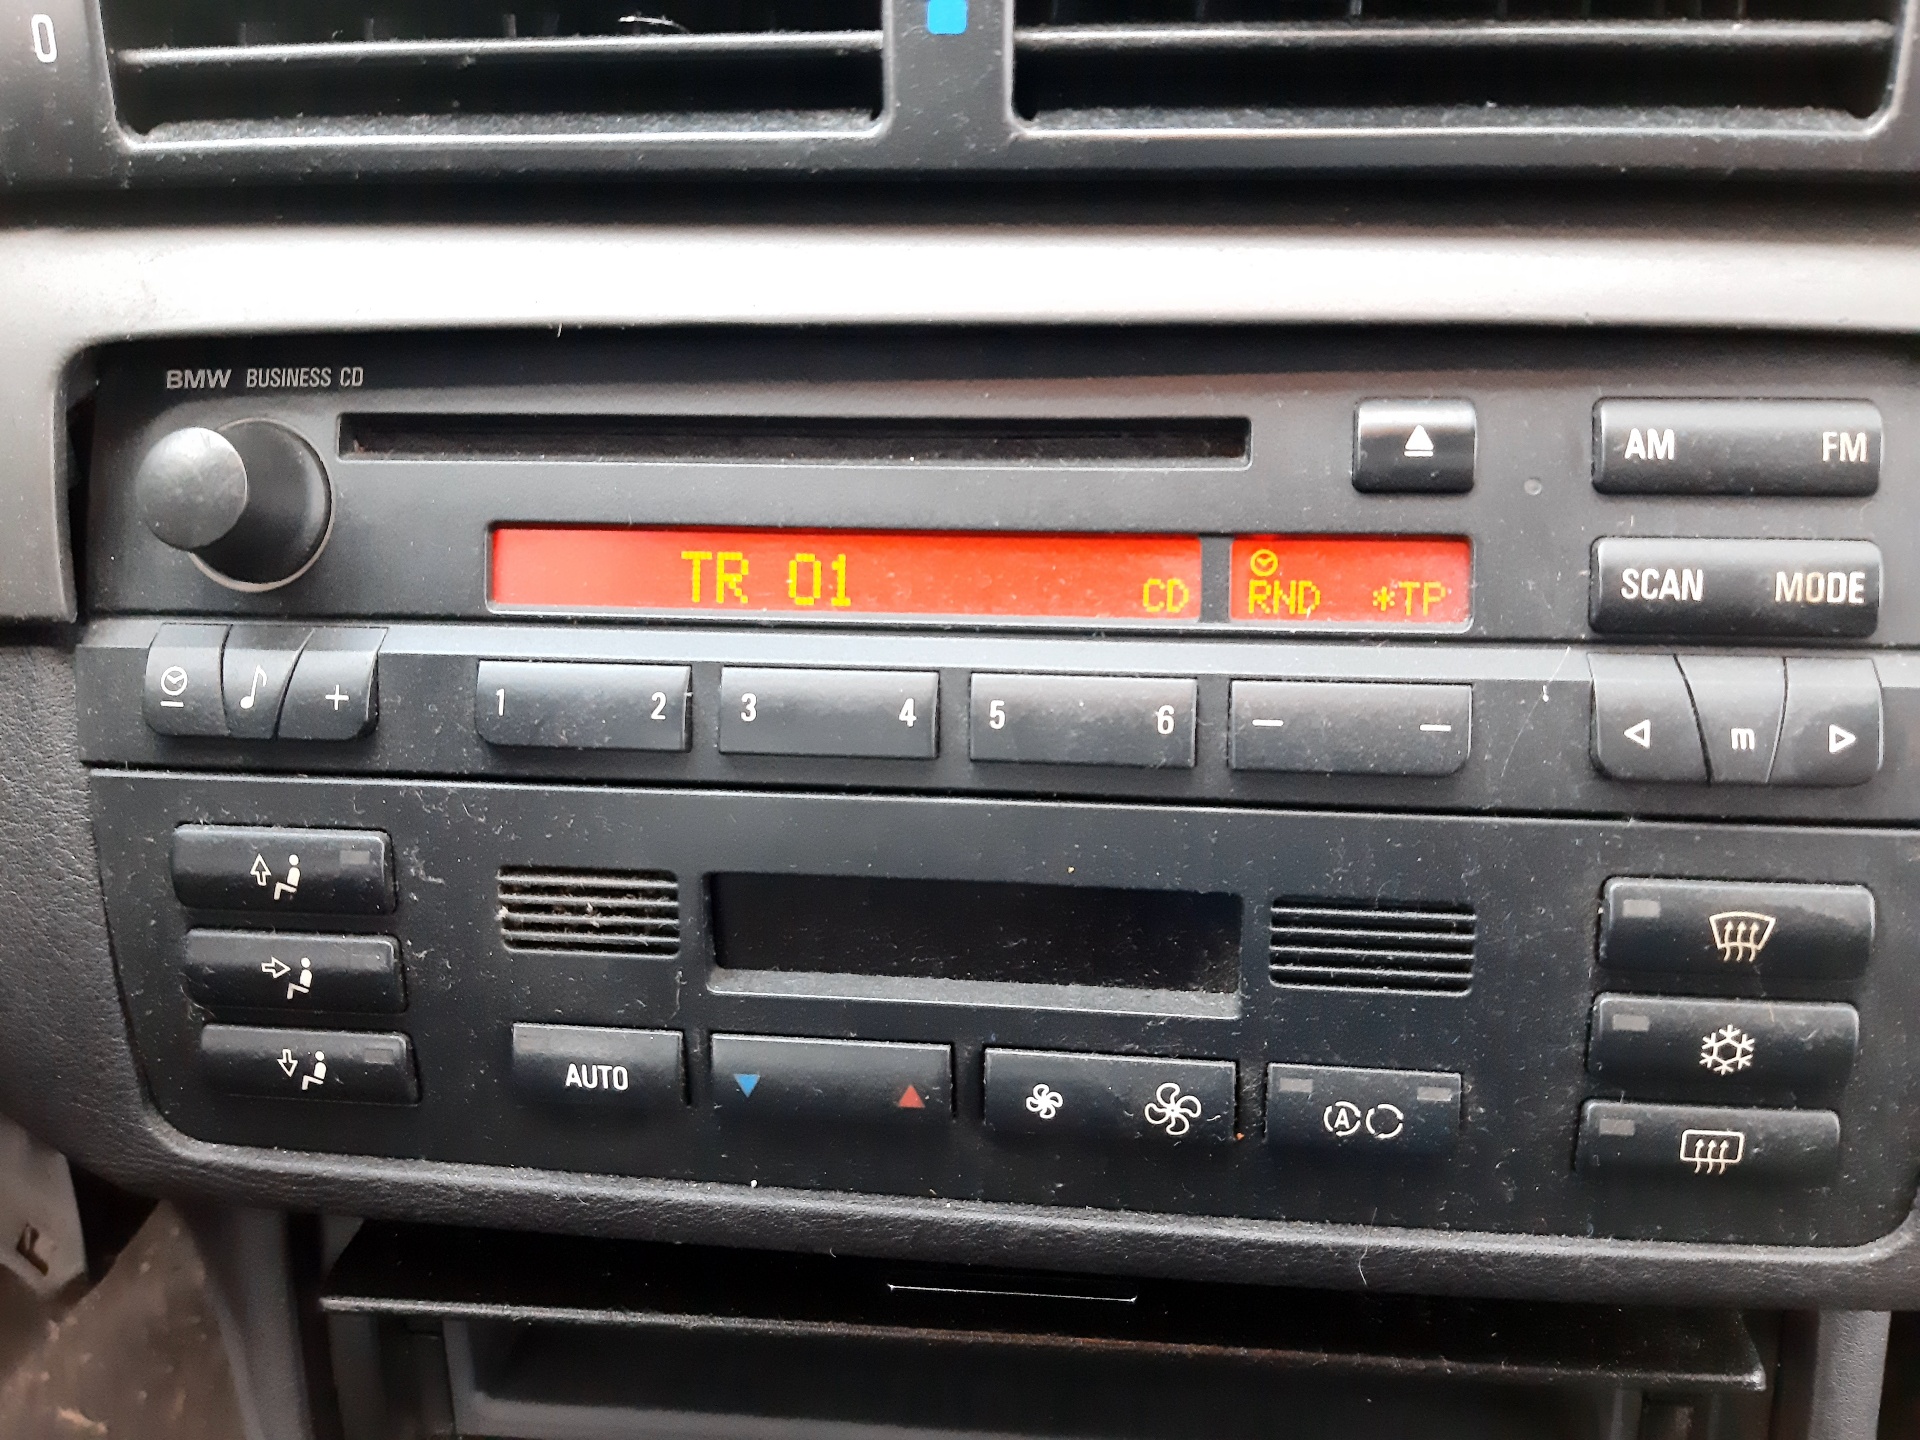 0
BMW BUSINESS CD
AM FM
TR 01 CD
RND *TP
SCAN MODE
+
1 2
3 4
5 6
— —
m
AUTO
A